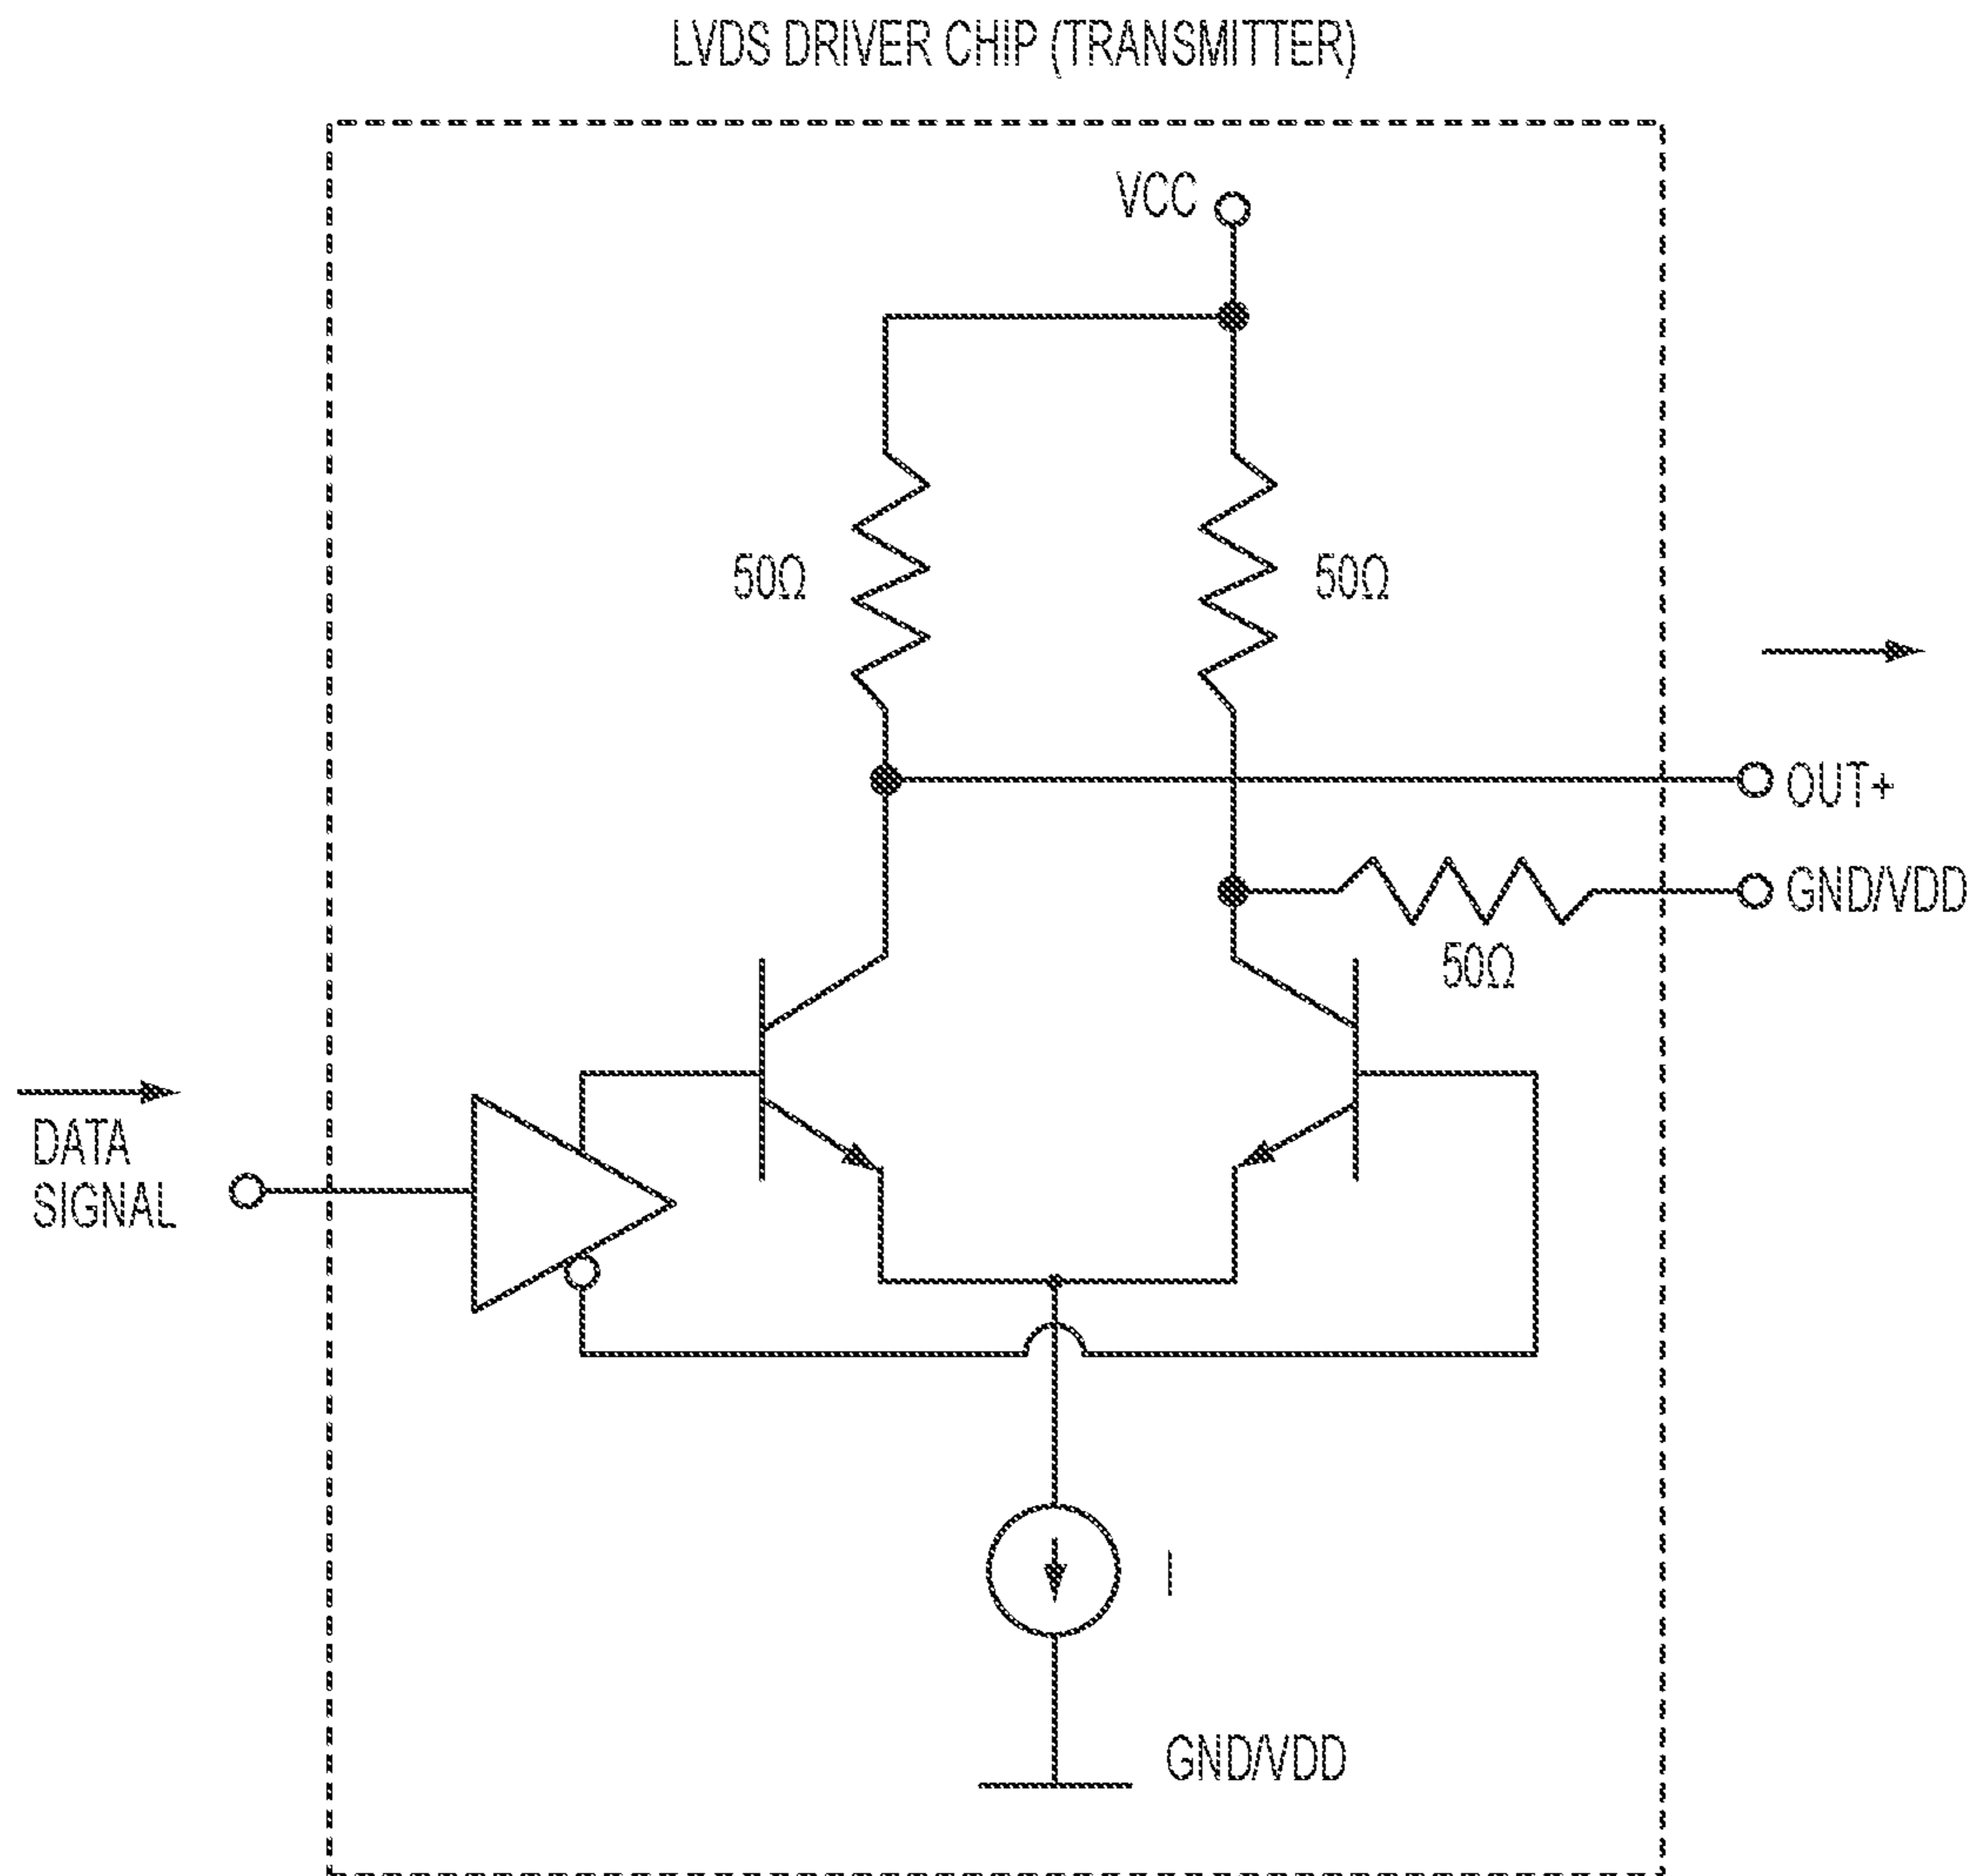 LVDS DRIVER CHIP (TRANSMITTER)
VCC
50Ω
50Ω
OUT+
GND/VDD
50Ω
DATA
SIGNAL
I
GND/VDD